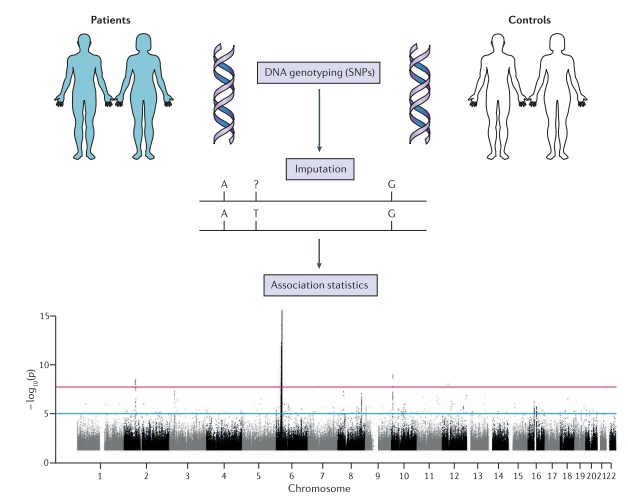 Patients
Controls
DNA genotyping (SNPs)
Imputation
A ? G
A T G
Association statistics
15
10
5
0
– log₁₀(p)
1 2 3 4 5 6 7 8 9 10 11 12 13 14 15 16 17 18 19 20 21 22
Chromosome